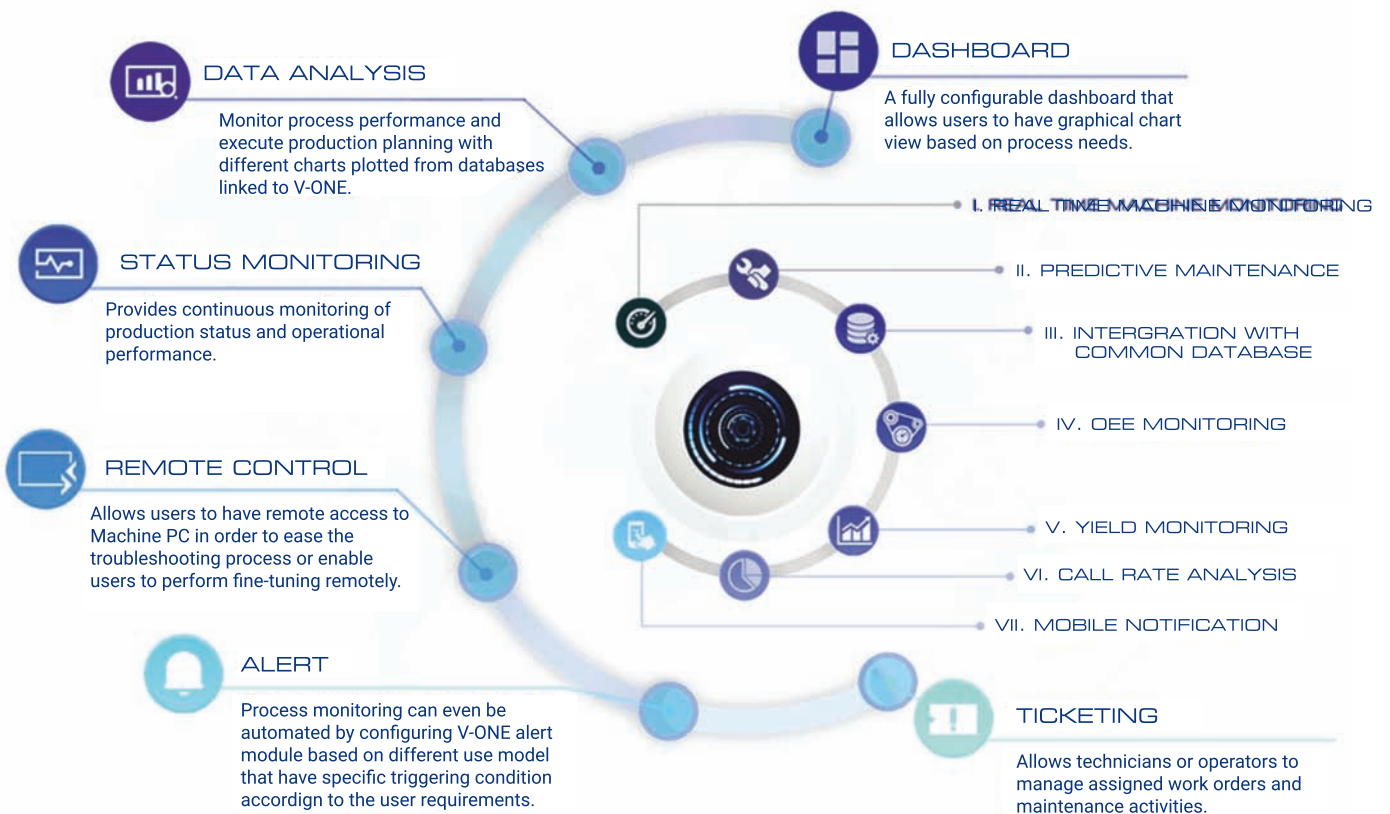 DASHBOARD
A fully configurable dashboard that
allows users to have graphical chart
view based on process needs.
DATA ANALYSIS
Monitor process performance and
execute production planning with
different charts plotted from databases
linked to V-ONE.
STATUS MONITORING
Provides continuous monitoring of
production status and operational
performance.
REMOTE CONTROL
Allows users to have remote access to
Machine PC in order to ease the
troubleshooting process or enable
users to perform fine-tuning remotely.
ALERT
Process monitoring can even be
automated by configuring V-ONE alert
module based on different use model
that have specific triggering condition
accordign to the user requirements.
TICKETING
Allows technicians or operators to
manage assigned work orders and
maintenance activities.
I. REAL TIME MACHINE MONITORING
II. PREDICTIVE MAINTENANCE
III. INTERGRATION WITH
COMMON DATABASE
IV. OEE MONITORING
V. YIELD MONITORING
VI. CALL RATE ANALYSIS
VII. MOBILE NOTIFICATION